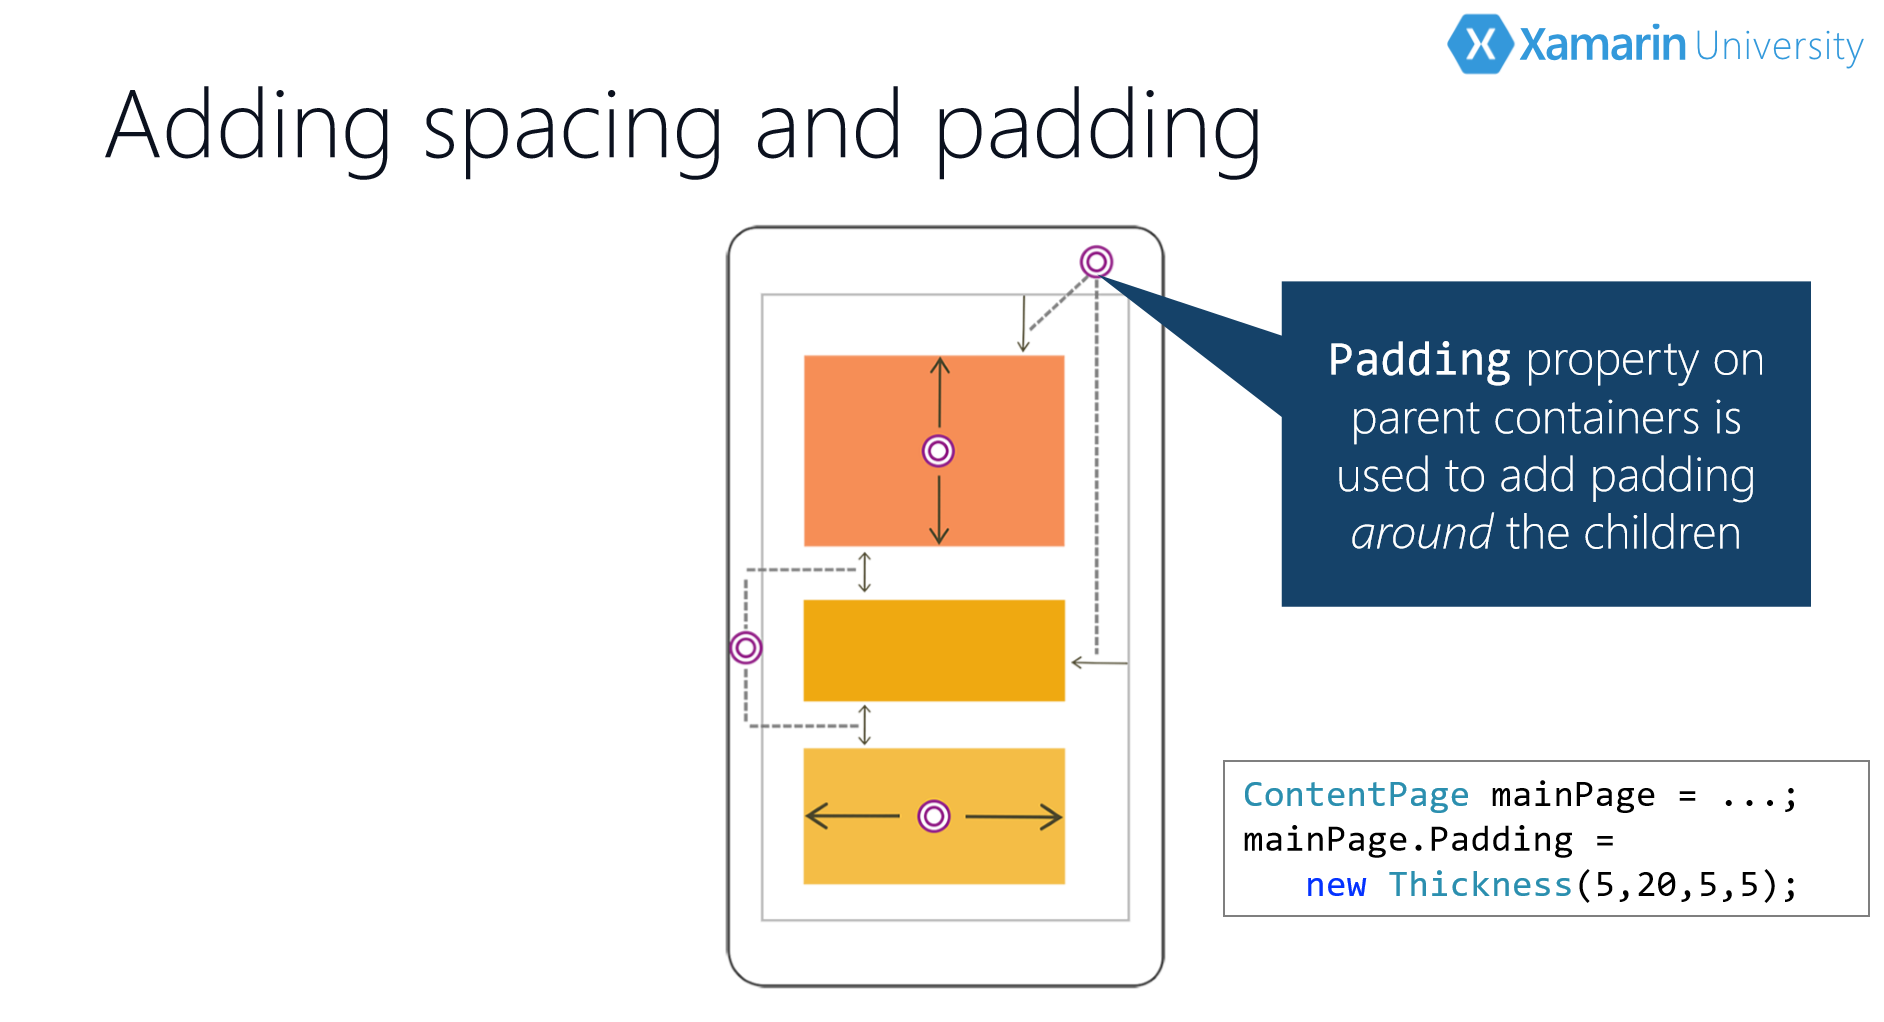 Xamarin University
Adding spacing and padding
Padding property on
parent containers is
used to add padding
around the children
ContentPage mainPage = ...;
mainPage.Padding =
new Thickness(5,20,5,5);